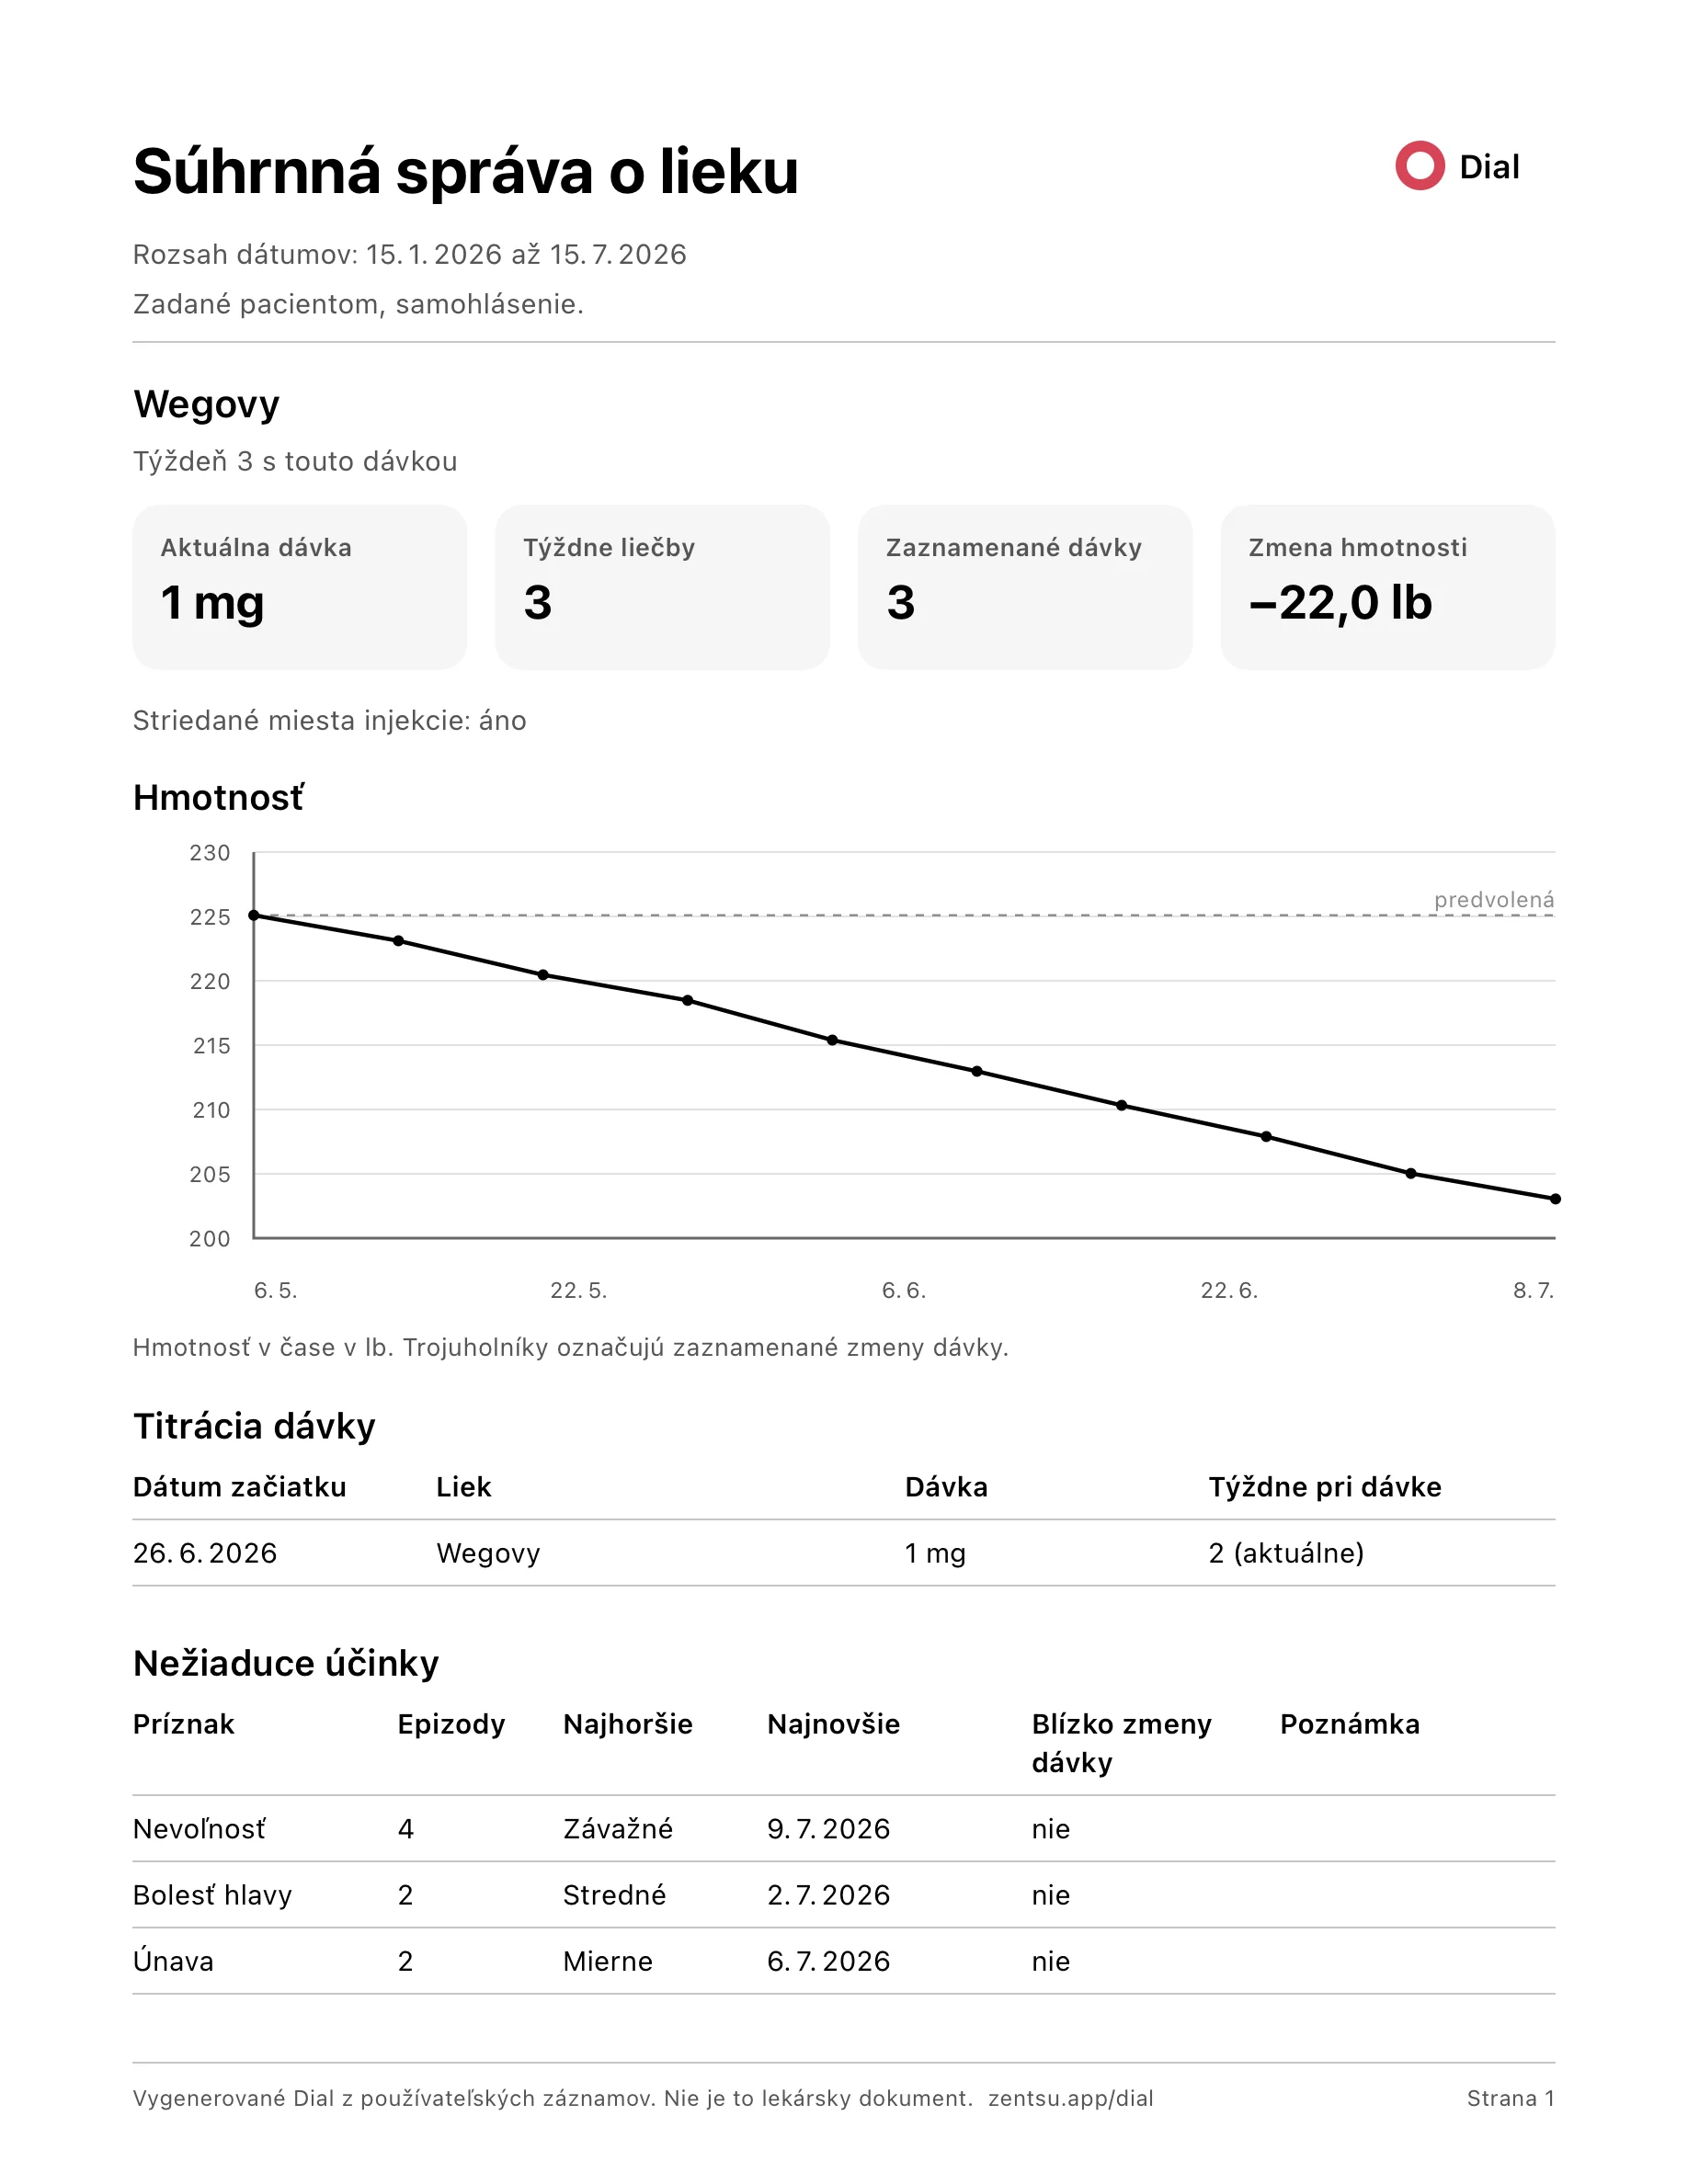 Súhrnná správa o lieku
Dial
Rozsah dátumov: 15. 1. 2026 až 15. 7. 2026
Zadané pacientom, samohlásenie.
Wegovy
Týždeň 3 s touto dávkou
Aktuálna dávka
1 mg
Týždne liečby
3
Zaznamenané dávky
3
Zmena hmotnosti
−22,0 lb
Striedané miesta injekcie: áno
Hmotnosť
230
225
220
215
210
205
200
predvolená
6. 5. 22. 5. 6. 6. 22. 6. 8. 7.
Hmotnosť v čase v lb. Trojuholníky označujú zaznamenané zmeny dávky.
Titrácia dávky
Dátum začiatku Liek Dávka Týždne pri dávke
26. 6. 2026 Wegovy 1 mg 2 (aktuálne)
Nežiaduce účinky
Príznak Epizody Najhoršie Najnovšie Blízko zmeny Poznámka
dávky
Nevoľnosť 4 Závažné 9. 7. 2026 nie
Bolesť hlavy 2 Stredné 2. 7. 2026 nie
Únava 2 Mierne 6. 7. 2026 nie
Vygenerované Dial z používateľských záznamov. Nie je to lekársky dokument. zentsu.app/dial Strana 1